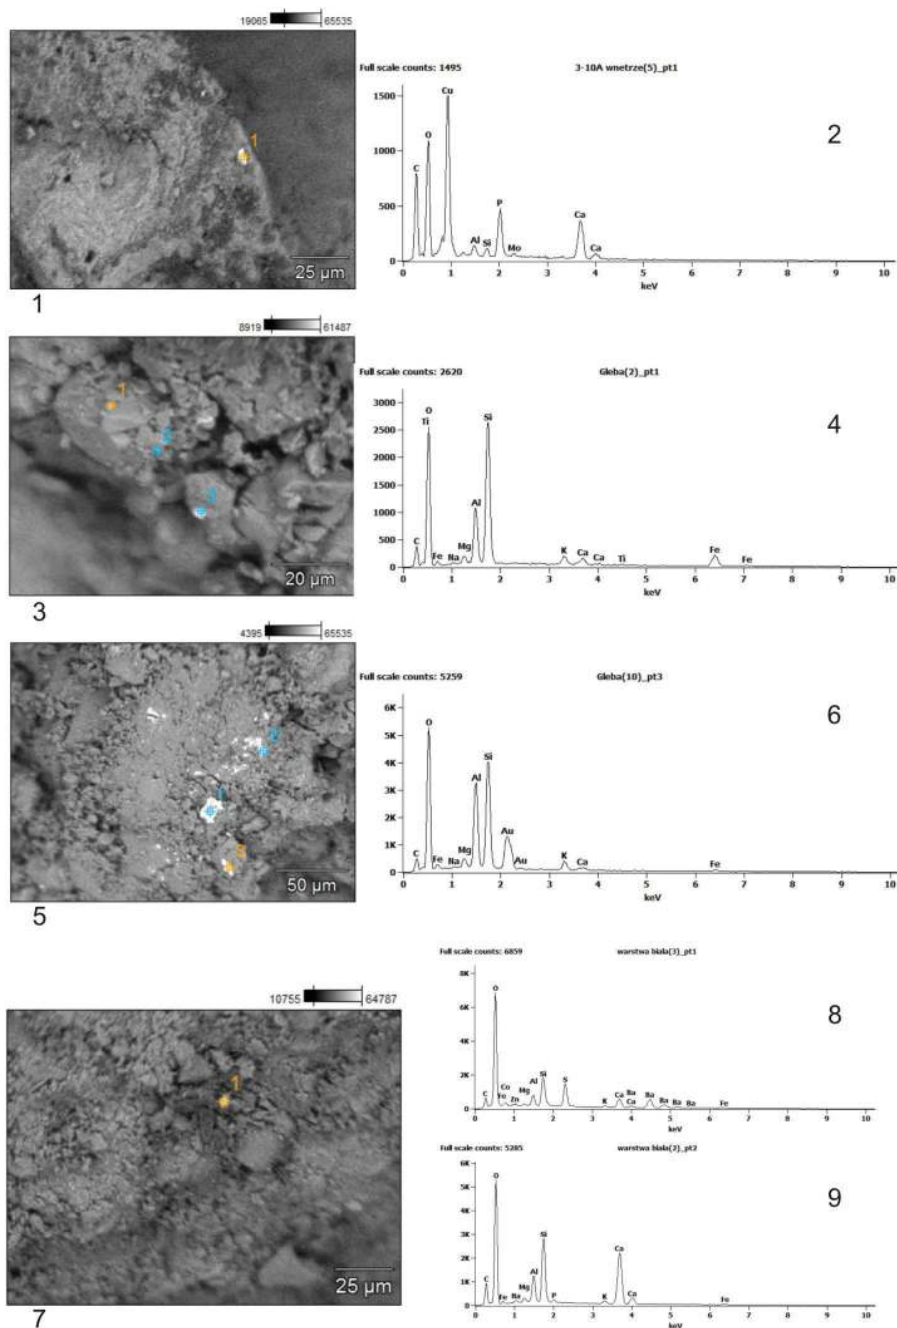 19065 65535
1
25 µm
1
Full scale counts: 1495 3-10A wnetrze(5)_pt1
2
Cu
1500
O
C
1000
500
P
Ca
Al
Si
Mo
Ca
0
0 1 2 3 4 5 6 7 8 9 10
keV
8919 61487
1
2
3
20 µm
3
Full scale counts: 2620 Gleba(2)_pt1
4
3000
2500
2000
1500
1000
500
0
O
Ti
Si
Al
C
Fe
Na
Mg
K
Ca
Ca
Ti
Fe
Fe
0 1 2 3 4 5 6 7 8 9 10
keV
4395 65535
2
1
3
50 µm
5
Full scale counts: 5259 Gleba(10)_pt3
6
6K
5K
4K
3K
2K
1K
0
O
Al
Si
Au
C
Fe
Na
Mg
Au
K
Ca
Fe
0 1 2 3 4 5 6 7 8 9 10
keV
10755 64787
1
25 µm
7
Full scale counts: 6859 warstwa biala(3)_pt1
8
8K
6K
4K
2K
0
O
C
Co
Fe
Zn
Mg
Al
Si
S
K
Ca
Ba
Ca
Ba
Ba
Ba
Ba
Fe
0 1 2 3 4 5 6 7 8 9 10
keV
Full scale counts: 5285 warstwa biala(2)_pt2
9
6K
5K
4K
3K
2K
1K
0
O
C
Fe
Na
Mg
Al
Si
P
K
Ca
Ca
Fe
0 1 2 3 4 5 6 7 8 9 10
keV